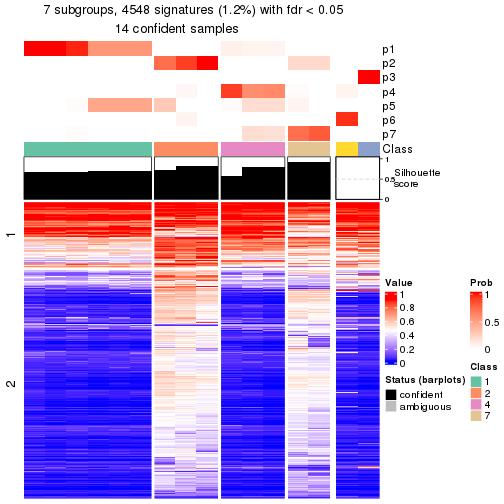 7 subgroups, 4548 signatures (1.2%) with fdr < 0.05
14 confident samples
p1
p2
p3
p4
p5
p6
p7
Class
1
0.5
0
Silhouette
score
1
2
Value
1
0.8
0.6
0.4
0.2
0
Prob
1
0.5
0
Status (barplots)
confident
ambiguous
Class
1
2
4
7